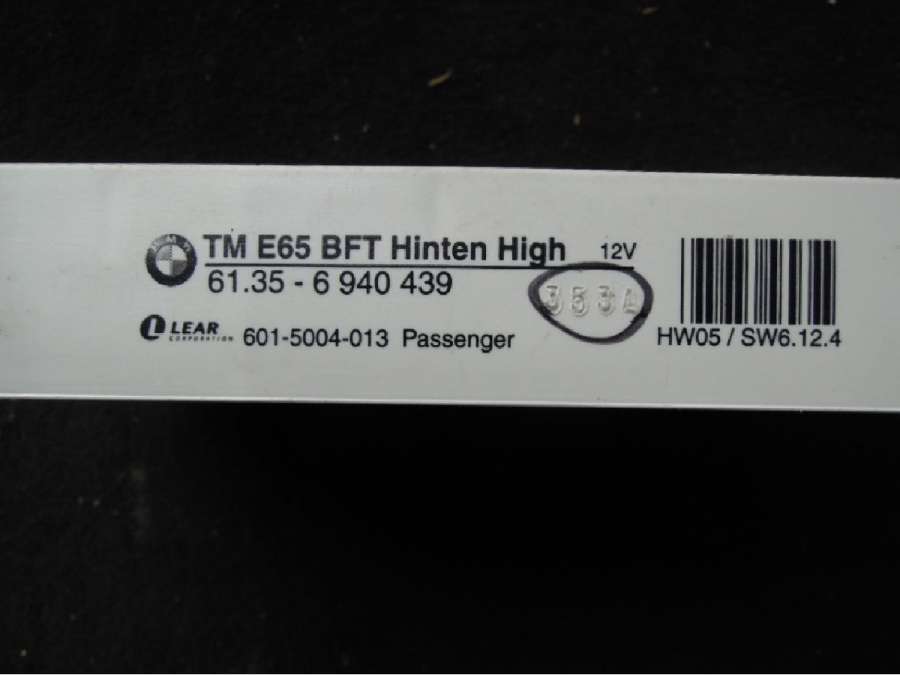 TM E65 BFT Hinten High 12V
61.35 - 6 940 439
353A
LEAR
CORPORATION
601-5004-013 Passenger
HW05 / SW6.12.4